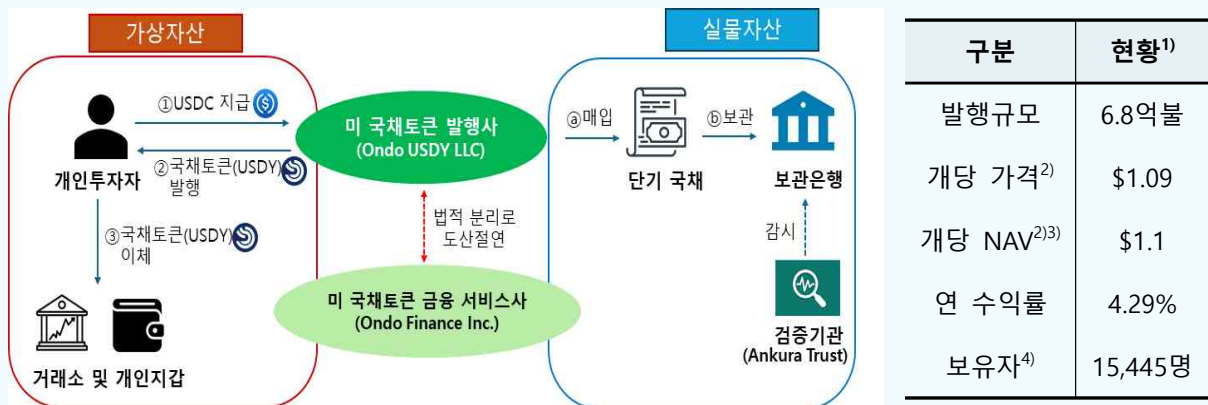 가상자산
실물자산
①USDC 지급
개인투자자
②국채토큰(USDY)
발행
③국채토큰(USDY)
이체
거래소 및 개인지갑
미 국채토큰 발행사
(Ondo USDY LLC)
법적 분리로
도산절연
미 국채토큰 금융 서비스사
(Ondo Finance Inc.)
ⓐ매입
ⓑ보관
단기 국채
보관은행
감시
검증기관
(Ankura Trust)
구분 현황1)
발행규모 6.8억불
개당 가격2) $1.09
개당 NAV2)3) $1.1
연 수익률 4.29%
보유자4) 15,445명